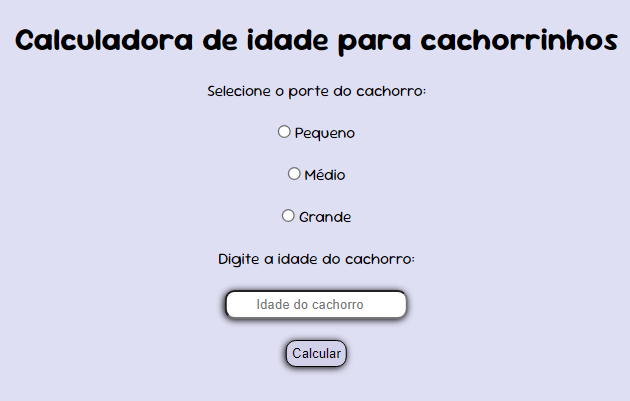 Calculadora de idade para cachorrinhos
Selecione o porte do cachorro:
Pequeno
Médio
Grande
Digite a idade do cachorro:
Idade do cachorro
Calcular